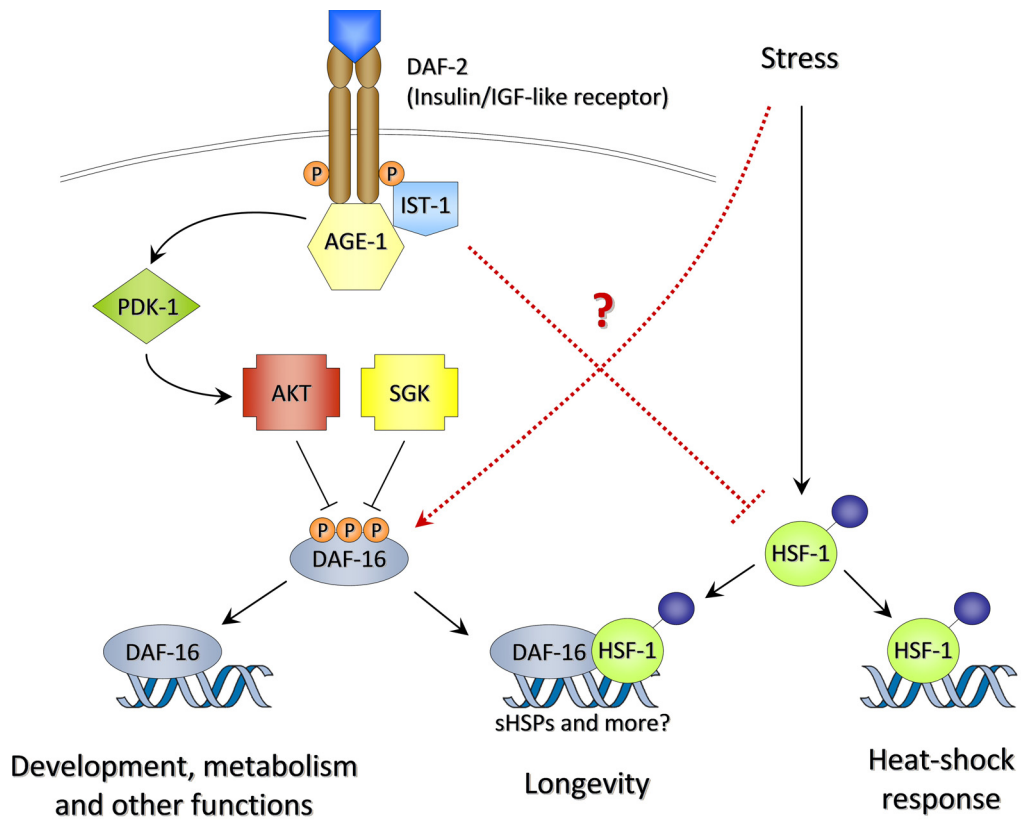 DAF-2
(Insulin/IGF-like receptor)
Stress
P
P
IST-1
AGE-1
PDK-1
?
AKT
SGK
P P P
DAF-16
HSF-1
DAF-16
DAF-16
HSF-1
HSF-1
sHSPs and more?
Development, metabolism
and other functions
Longevity
Heat-shock
response